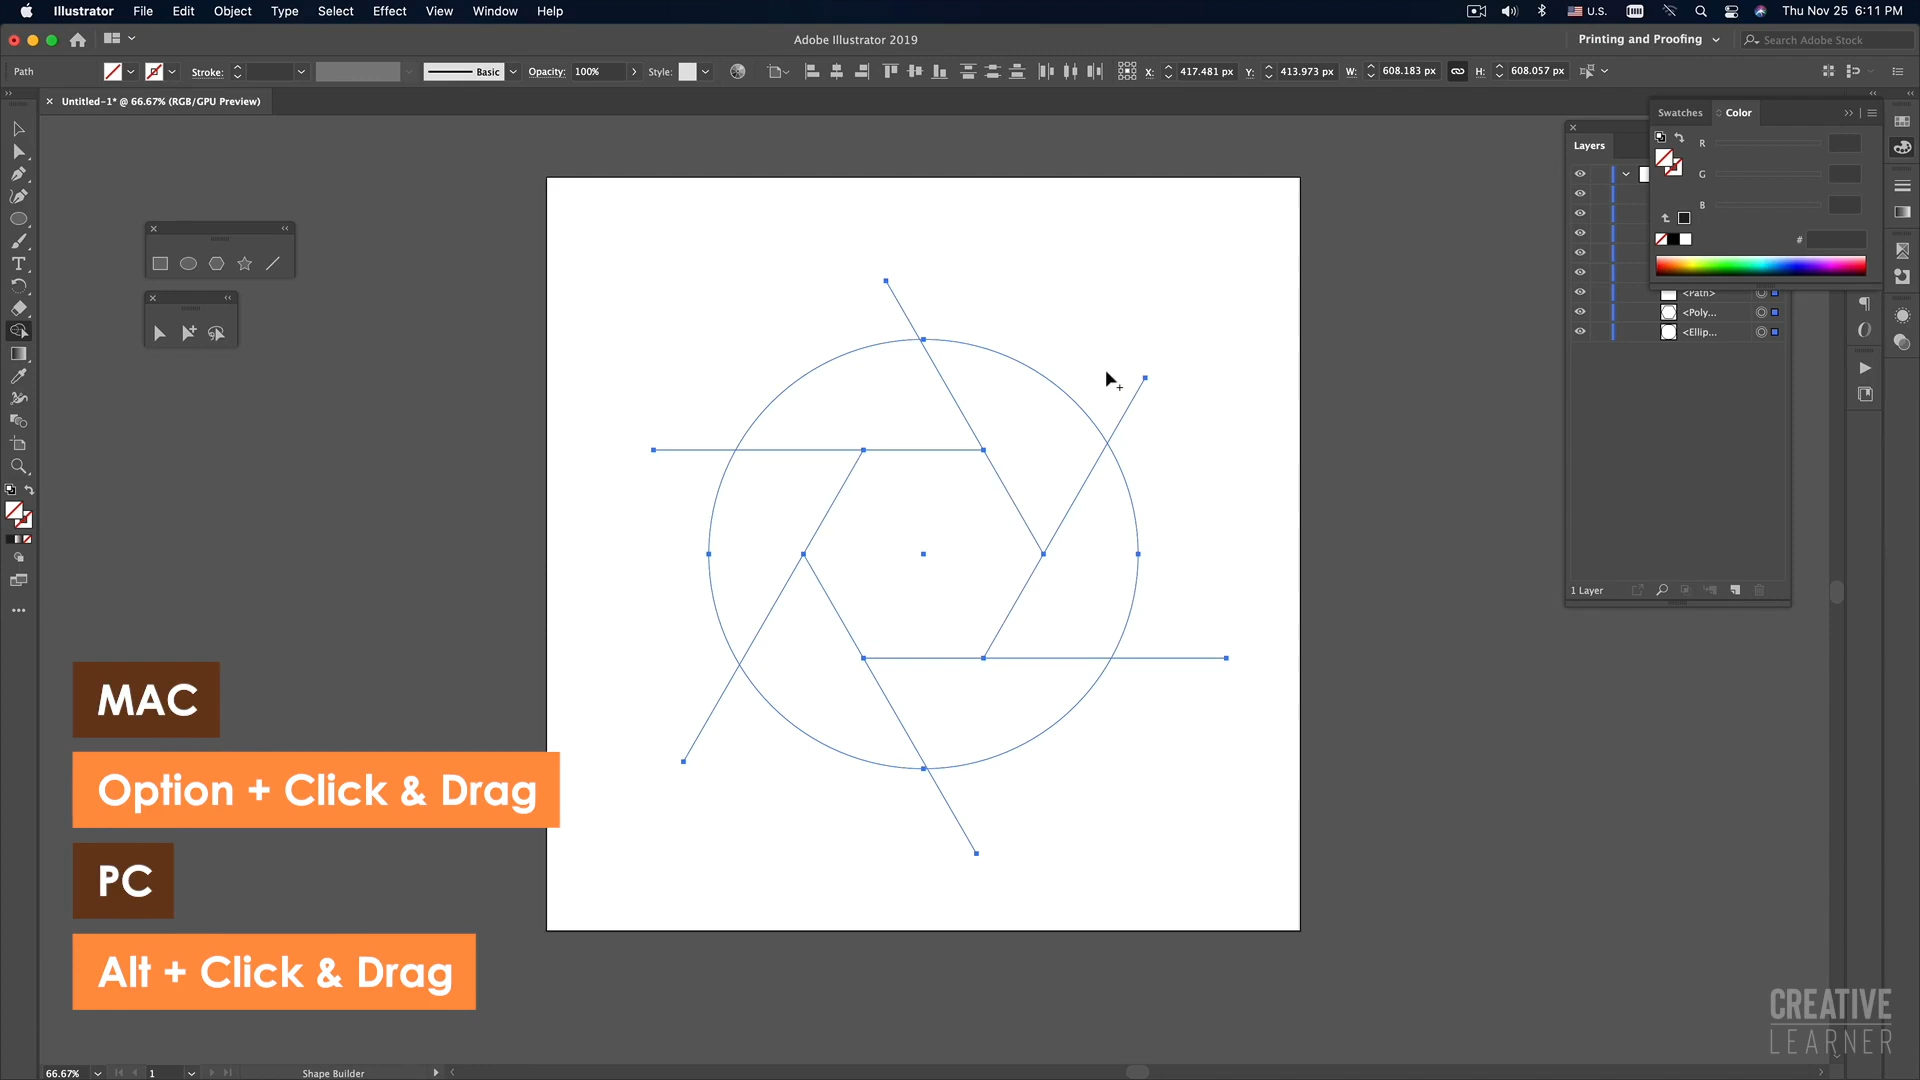 Illustrator File Edit Object Type Select Effect View Window Help
U.S. Thu Nov 25 6:11 PM
Adobe Illustrator 2019
Printing and Proofing
Search Adobe Stock
Path
Stroke:
Basic
Opacity: 100%
Style:
X: 417.481 px Y: 413.973 px W: 608.183 px H: 608.057 px
Untitled-1* @ 66.67% (RGB/GPU Preview)
Swatches Color
Layers
R
G
B
#
<Path>
<Poly...
<Ellip...
1 Layer
MAC
Option + Click & Drag
PC
Alt + Click & Drag
CREATIVE
LEARNER
66.67% 1 Shape Builder